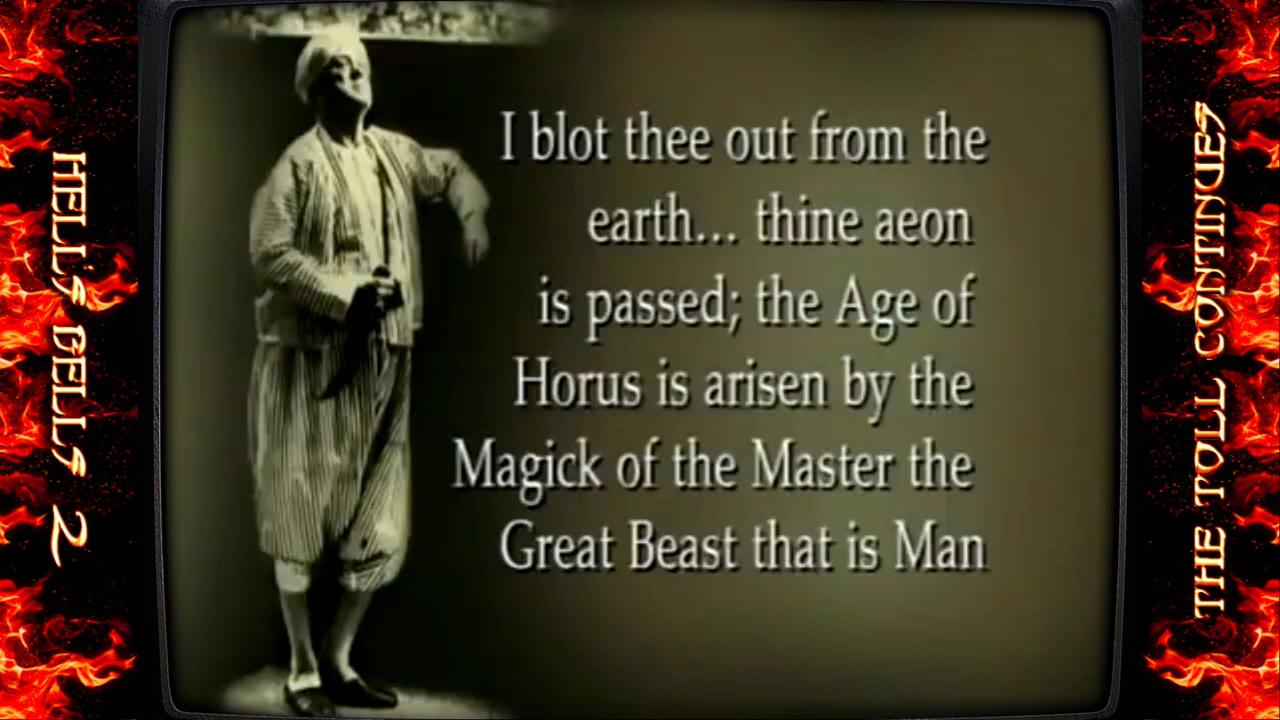 HELL'S BELLS 2
I blot thee out from the
earth... thine aeon
is passed; the Age of
Horus is arisen by the
Magick of the Master the
Great Beast that is Man
THE TOLL CONTINUES